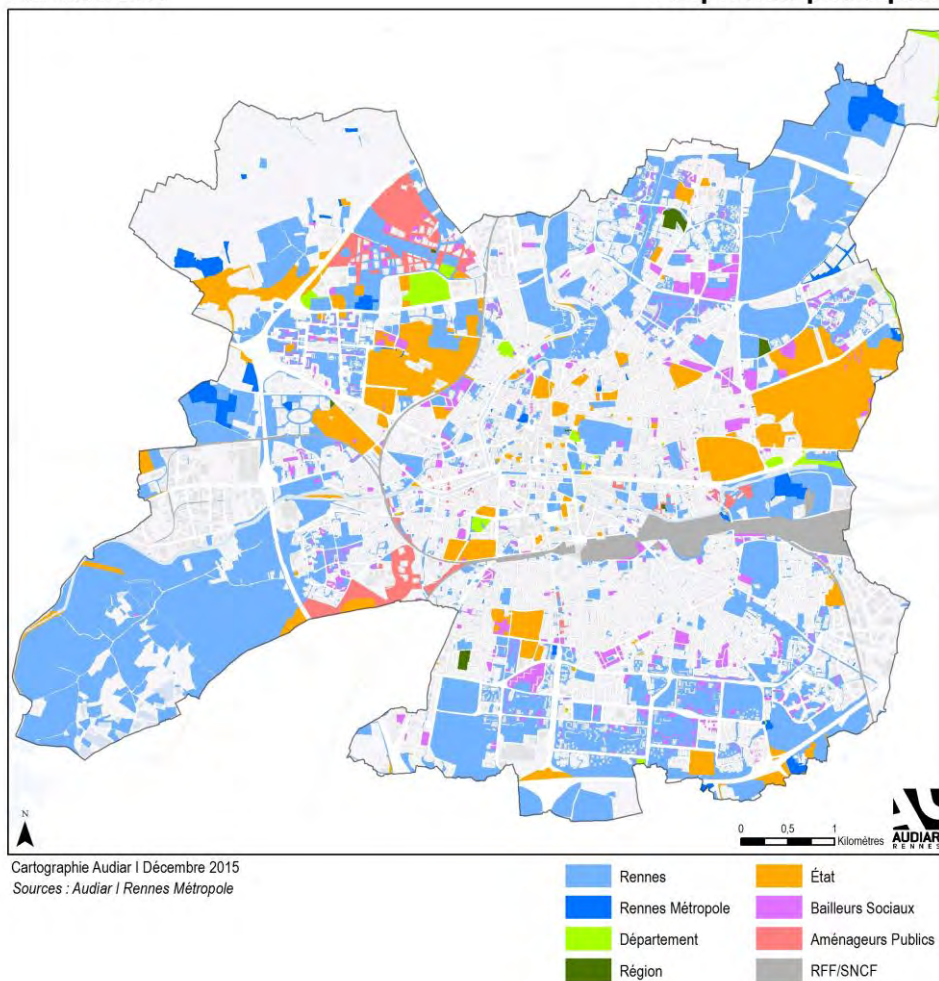 N
0 0,5 1
Kilomètres
AUDIAR
RENNES
Cartographie Audiar I Décembre 2015
Sources : Audiar I Rennes Métropole
Rennes
Rennes Métropole
Département
Région
État
Bailleurs Sociaux
Aménageurs Publics
RFF/SNCF